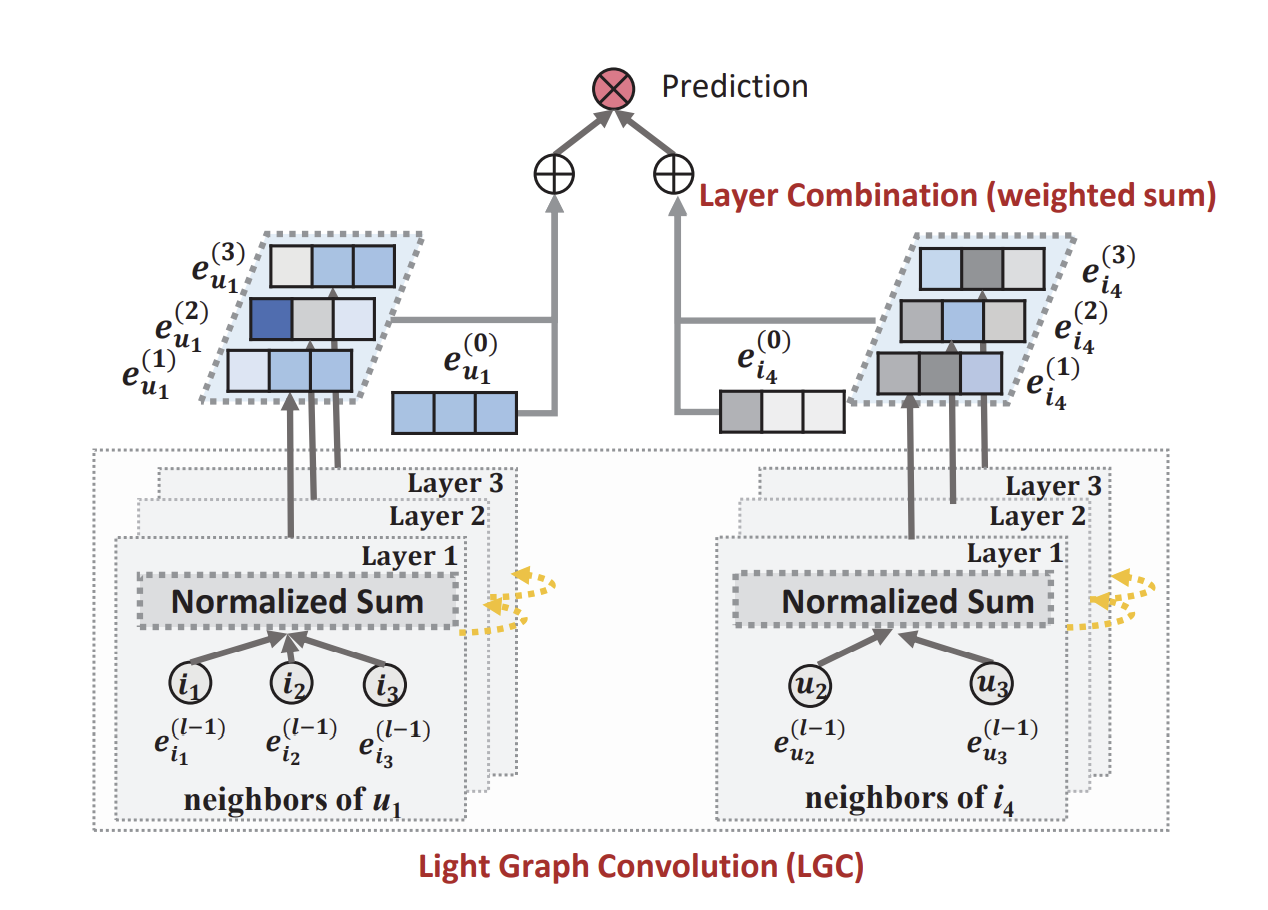 Prediction
Layer Combination (weighted sum)
e_{u_1}^{(3)}
e_{u_1}^{(2)}
e_{u_1}^{(1)}
e_{u_1}^{(0)}
e_{i_4}^{(0)}
e_{i_4}^{(3)}
e_{i_4}^{(2)}
e_{i_4}^{(1)}
Layer 3
Layer 2
Layer 1
Normalized Sum
i_1 i_2 i_3
e_{i_1}^{(l-1)} e_{i_2}^{(l-1)} e_{i_3}^{(l-1)}
neighbors of u_1
Layer 3
Layer 2
Layer 1
Normalized Sum
u_2 u_3
e_{u_2}^{(l-1)} e_{u_3}^{(l-1)}
neighbors of i_4
Light Graph Convolution (LGC)